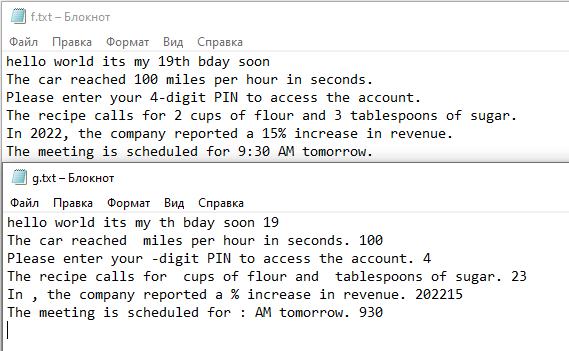 f.txt – Блокнот
Файл Правка Формат Вид Справка
hello world its my 19th bday soon
The car reached 100 miles per hour in seconds.
Please enter your 4-digit PIN to access the account.
The recipe calls for 2 cups of flour and 3 tablespoons of sugar.
In 2022, the company reported a 15% increase in revenue.
The meeting is scheduled for 9:30 AM tomorrow.
g.txt – Блокнот
Файл Правка Формат Вид Справка
hello world its my th bday soon 19
The car reached  miles per hour in seconds. 100
Please enter your -digit PIN to access the account. 4
The recipe calls for  cups of flour and  tablespoons of sugar. 23
In , the company reported a % increase in revenue. 202215
The meeting is scheduled for : AM tomorrow. 930